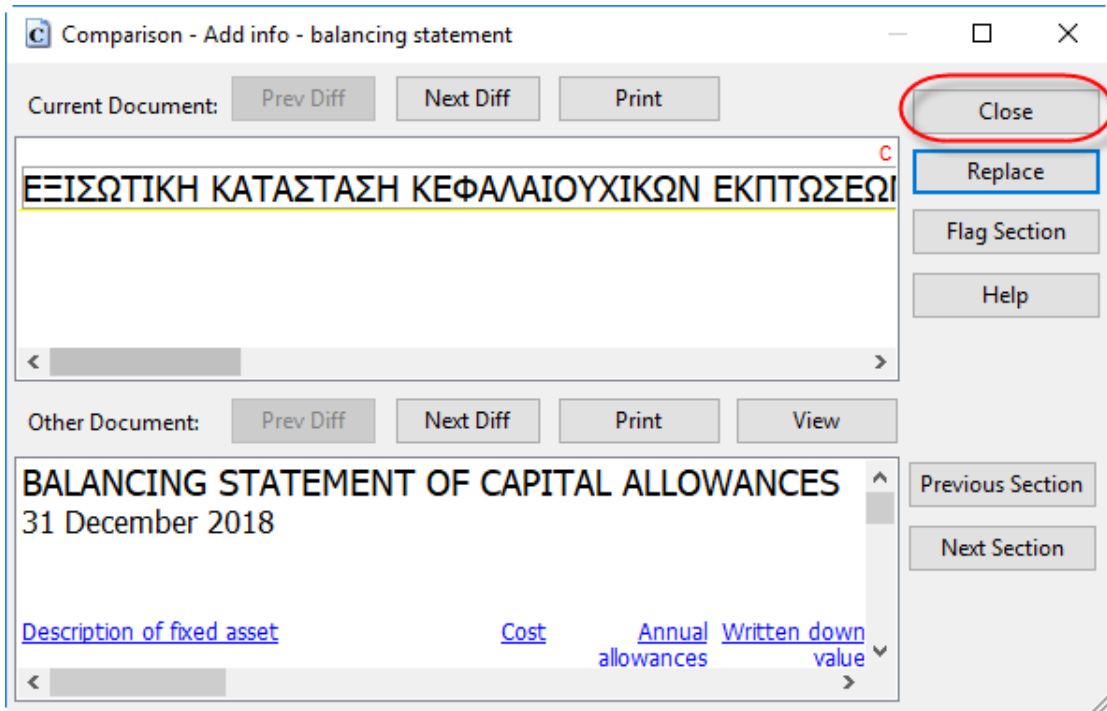 Comparison - Add info - balancing statement
Current Document: Prev Diff Next Diff Print
Close
C
ΕΞΙΣΩΤΙΚΗ ΚΑΤΑΣΤΑΣΗ ΚΕΦΑΛΑΙΟΥΧΙΚΩΝ
Replace
Flag Section
Help
Other Document: Prev Diff Next Diff Print View
BALANCING STATEMENT OF CAPITAL ALLOWANCES
31 December 2018
Previous Section
Next Section
Description of fixed asset Cost Annual Written down
allowances value